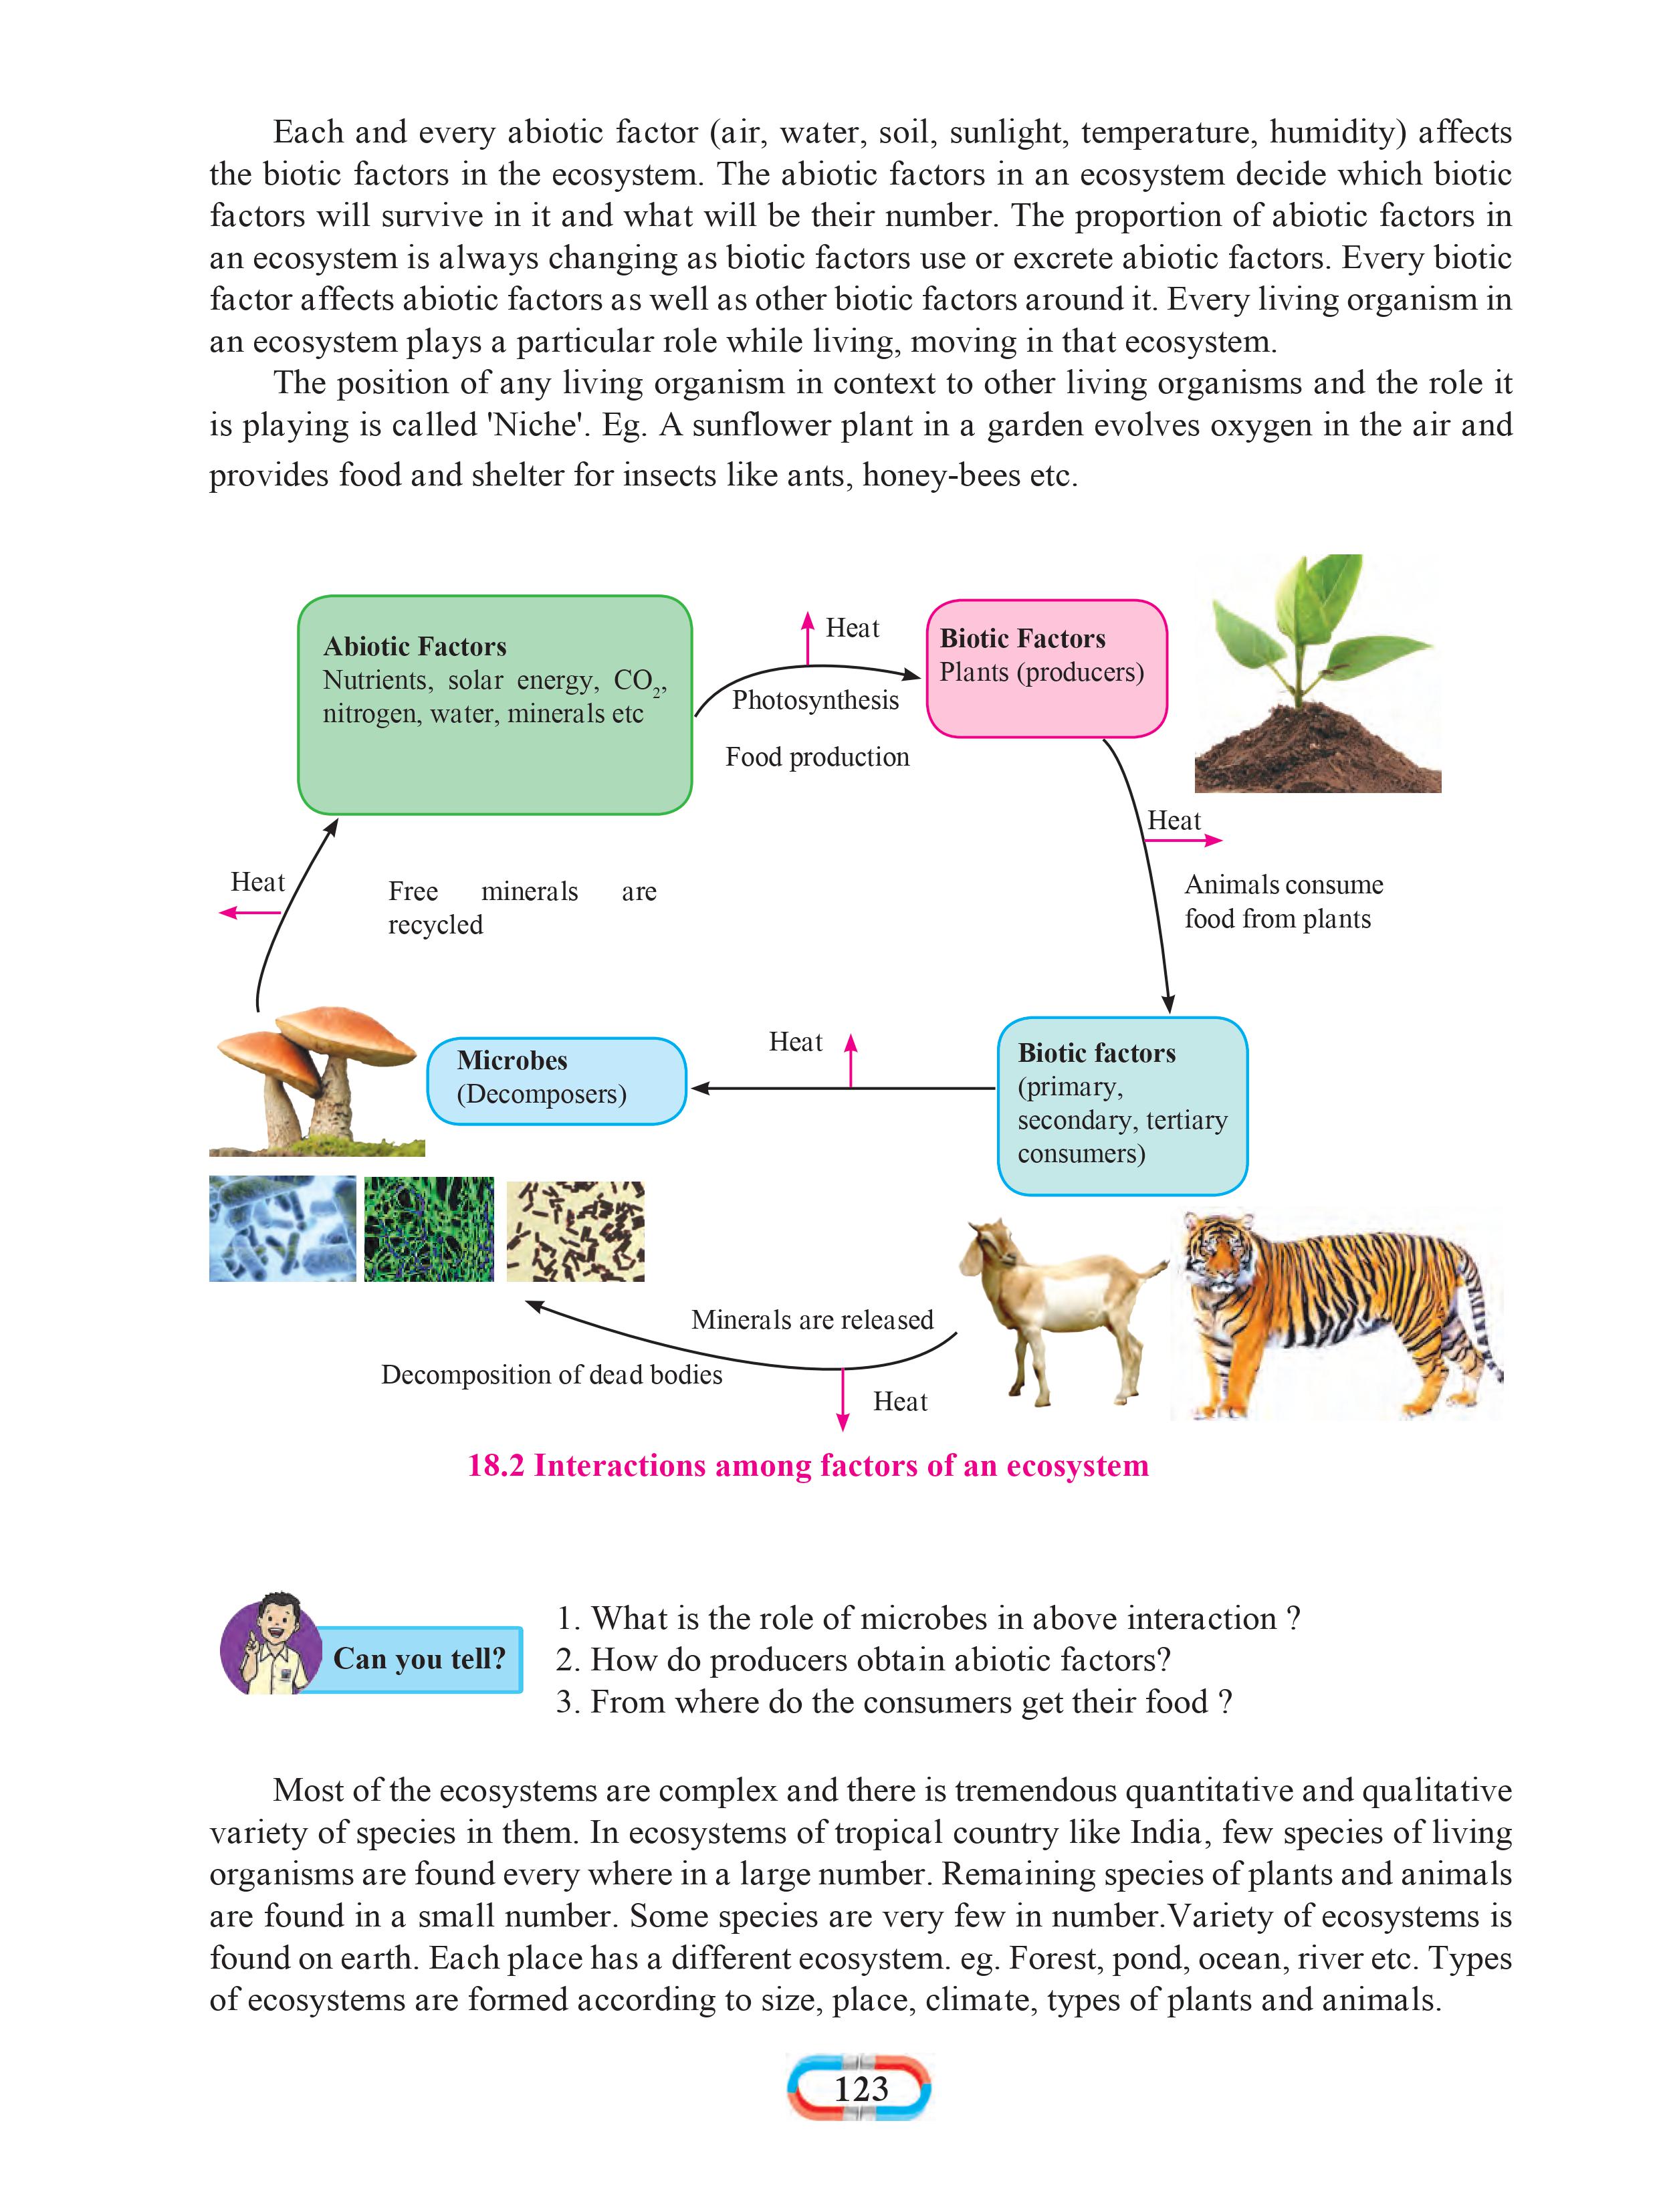 Each and every abiotic factor (air, water, soil, sunlight, temperature, humidity) affects
the biotic factors in the ecosystem. The abiotic factors in an ecosystem decide which biotic
factors will survive in it and what will be their number. The proportion of abiotic factors in
an ecosystem is always changing as biotic factors use or excrete abiotic factors. Every biotic
factor affects abiotic factors as well as other biotic factors around it. Every living organism in
an ecosystem plays a particular role while living, moving in that ecosystem.
The position of any living organism in context to other living organisms and the role it
is playing is called 'Niche'. Eg. A sunflower plant in a garden evolves oxygen in the air and
provides food and shelter for insects like ants, honey-bees etc.
Abiotic Factors
Nutrients, solar energy, CO₂,
nitrogen, water, minerals etc
Heat
Photosynthesis
Food production
Biotic Factors
Plants (producers)
Heat
Animals consume
food from plants
Heat
Free minerals are
recycled
Microbes
(Decomposers)
Heat
Biotic factors
(primary,
secondary, tertiary
consumers)
Minerals are released
Decomposition of dead bodies
Heat
18.2 Interactions among factors of an ecosystem
Can you tell?
1. What is the role of microbes in above interaction ?
2. How do producers obtain abiotic factors?
3. From where do the consumers get their food ?
Most of the ecosystems are complex and there is tremendous quantitative and qualitative
variety of species in them. In ecosystems of tropical country like India, few species of living
organisms are found every where in a large number. Remaining species of plants and animals
are found in a small number. Some species are very few in number.Variety of ecosystems is
found on earth. Each place has a different ecosystem. eg. Forest, pond, ocean, river etc. Types
of ecosystems are formed according to size, place, climate, types of plants and animals.
123